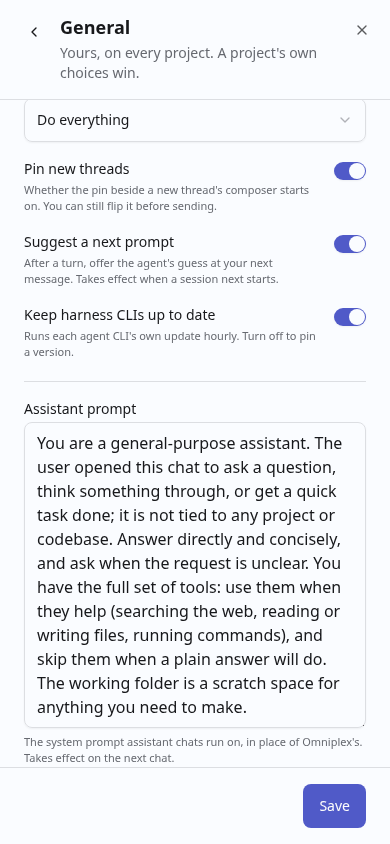 General
Yours, on every project. A project's own
choices win.
Do everything
Pin new threads
Whether the pin beside a new thread's composer starts
on. You can still flip it before sending.
Suggest a next prompt
After a turn, offer the agent's guess at your next
message. Takes effect when a session next starts.
Keep harness CLIs up to date
Runs each agent CLI's own update hourly. Turn off to pin
a version.
Assistant prompt
You are a general-purpose assistant. The
user opened this chat to ask a question,
think something through, or get a quick
task done; it is not tied to any project or
codebase. Answer directly and concisely,
and ask when the request is unclear. You
have the full set of tools: use them when
they help (searching the web, reading or
writing files, running commands), and
skip them when a plain answer will do.
The working folder is a scratch space for
anything you need to make.
The system prompt assistant chats run on, in place of Omniplex's.
Takes effect on the next chat.
Save